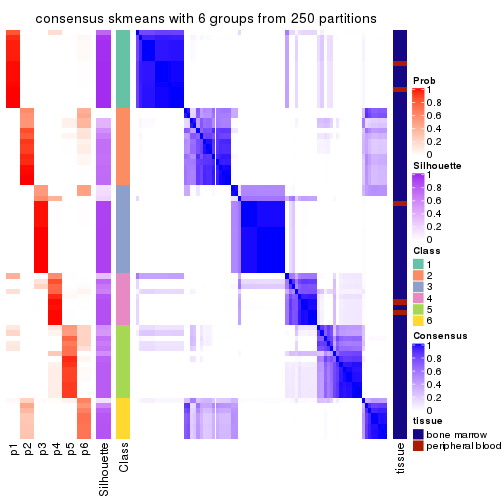 consensus skmeans with 6 groups from 250 partitions
Prob
1
0.8
0.6
0.4
0.2
0
Silhouette
1
0.8
0.6
0.4
0.2
0
Class
1
2
3
4
5
6
Consensus
1
0.8
0.6
0.4
0.2
0
tissue
bone marrow
peripheral blood
p1
p2
p3
p4
p5
p6
Silhouette
Class
tissue